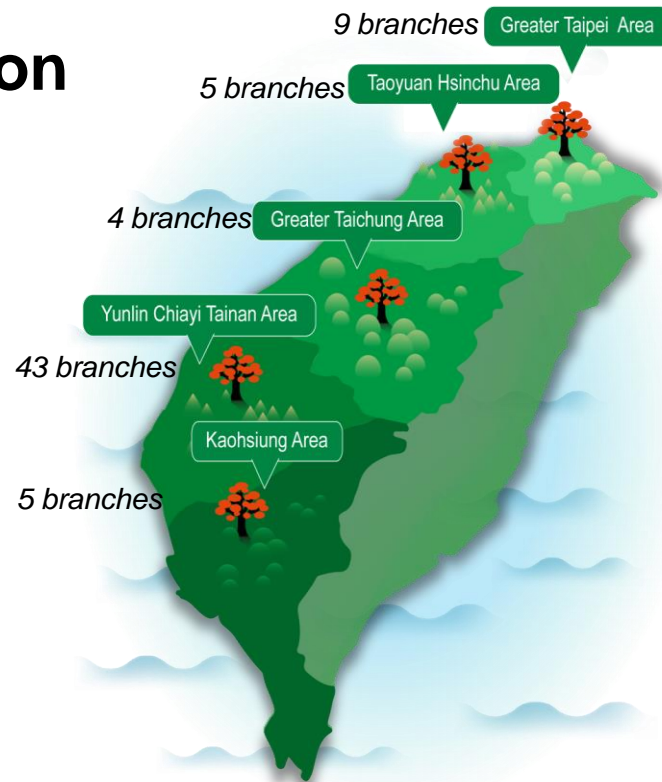 9 branches Greater Taipei Area
on
5 branches Taoyuan Hsinchu Area
4 branches Greater Taichung Area
Yunlin Chiayi Tainan Area
43 branches
Kaohsiung Area
5 branches